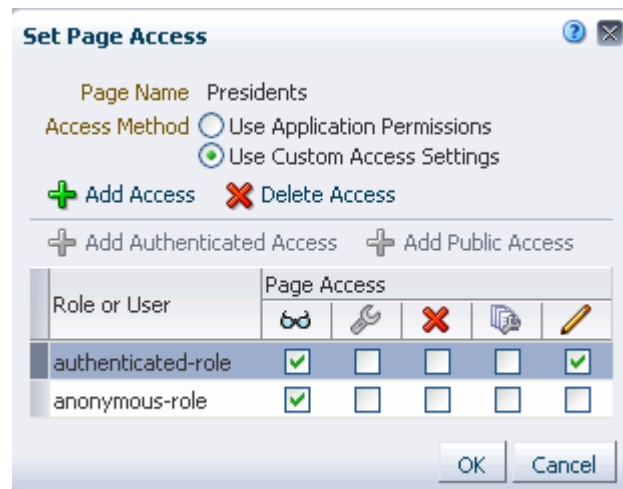 Set Page Access
Page Name Presidents
Access Method Use Application Permissions
Use Custom Access Settings
Add Access Delete Access
Add Authenticated Access Add Public Access
Role or User Page Access
authenticated-role
anonymous-role
OK Cancel